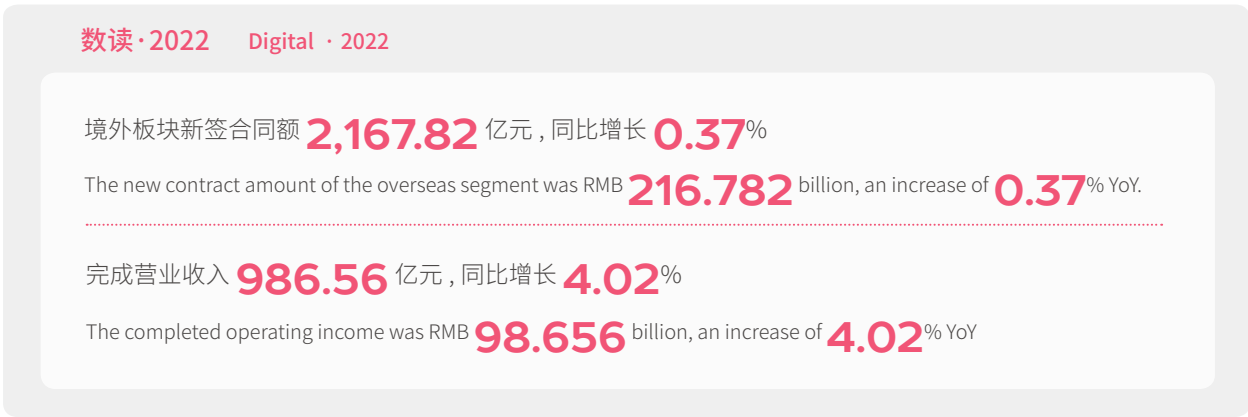 数读·2022 Digital · 2022
境外板块新签合同额 2,167.82 亿元 , 同比增长 0.37%
The new contract amount of the overseas segment was RMB 216.782 billion, an increase of 0.37% YoY.
完成营业收入 986.56 亿元 , 同比增长 4.02%
The completed operating income was RMB 98.656 billion, an increase of 4.02% YoY